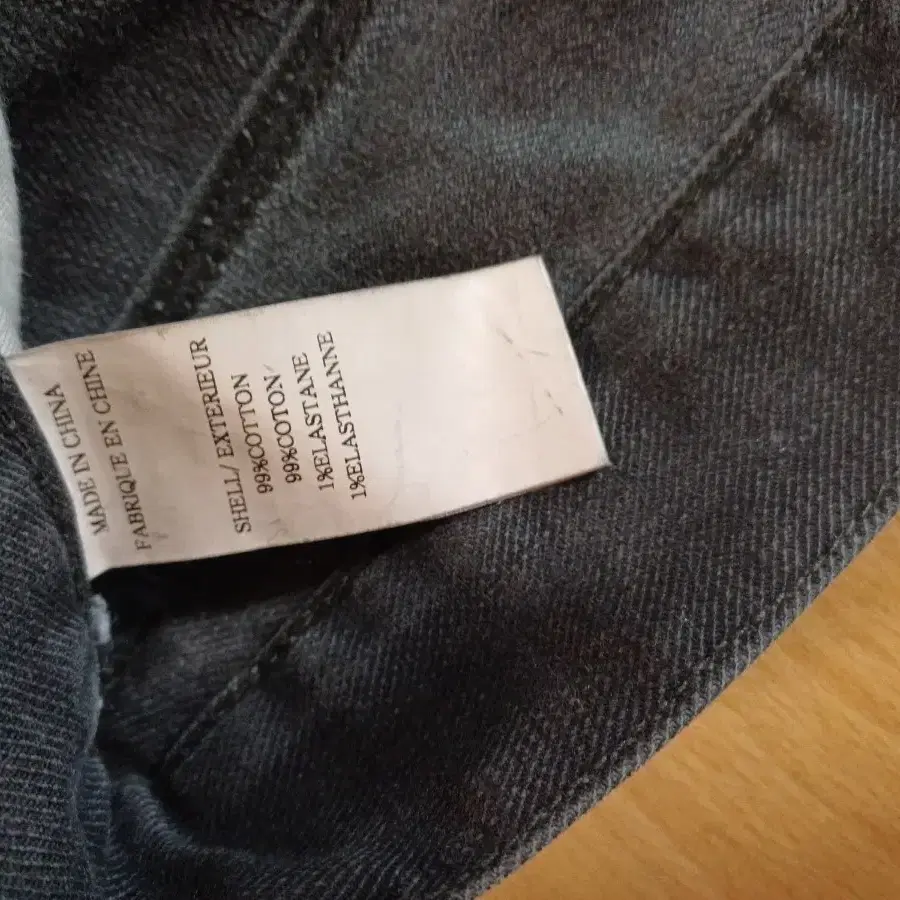 MADE IN CHINA
FABRIQUE EN CHINE
SHELL/ EXTERIEUR
99%COTTON
99%COTON
1%ELASTANE
1%ELASTHANNE